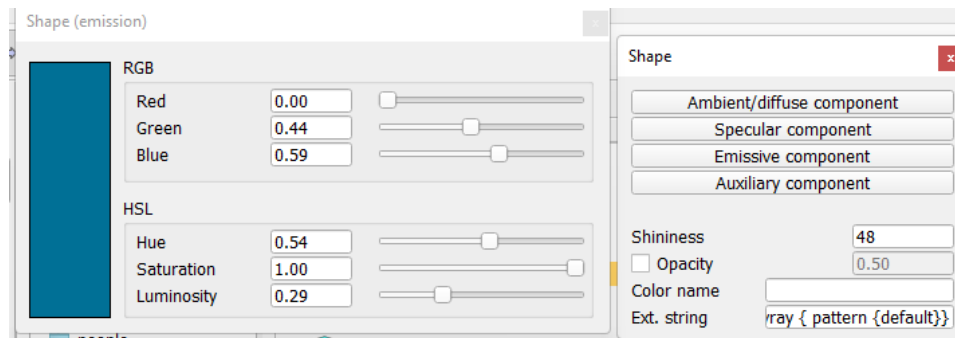 Shape (emission)
x
RGB
Red 0.00
Green 0.44
Blue 0.59
HSL
Hue 0.54
Saturation 1.00
Luminosity 0.29
Shape
x
Ambient/diffuse component
Specular component
Emissive component
Auxiliary component
Shininess 48
Opacity 0.50
Color name
Ext. string vray { pattern {default}}